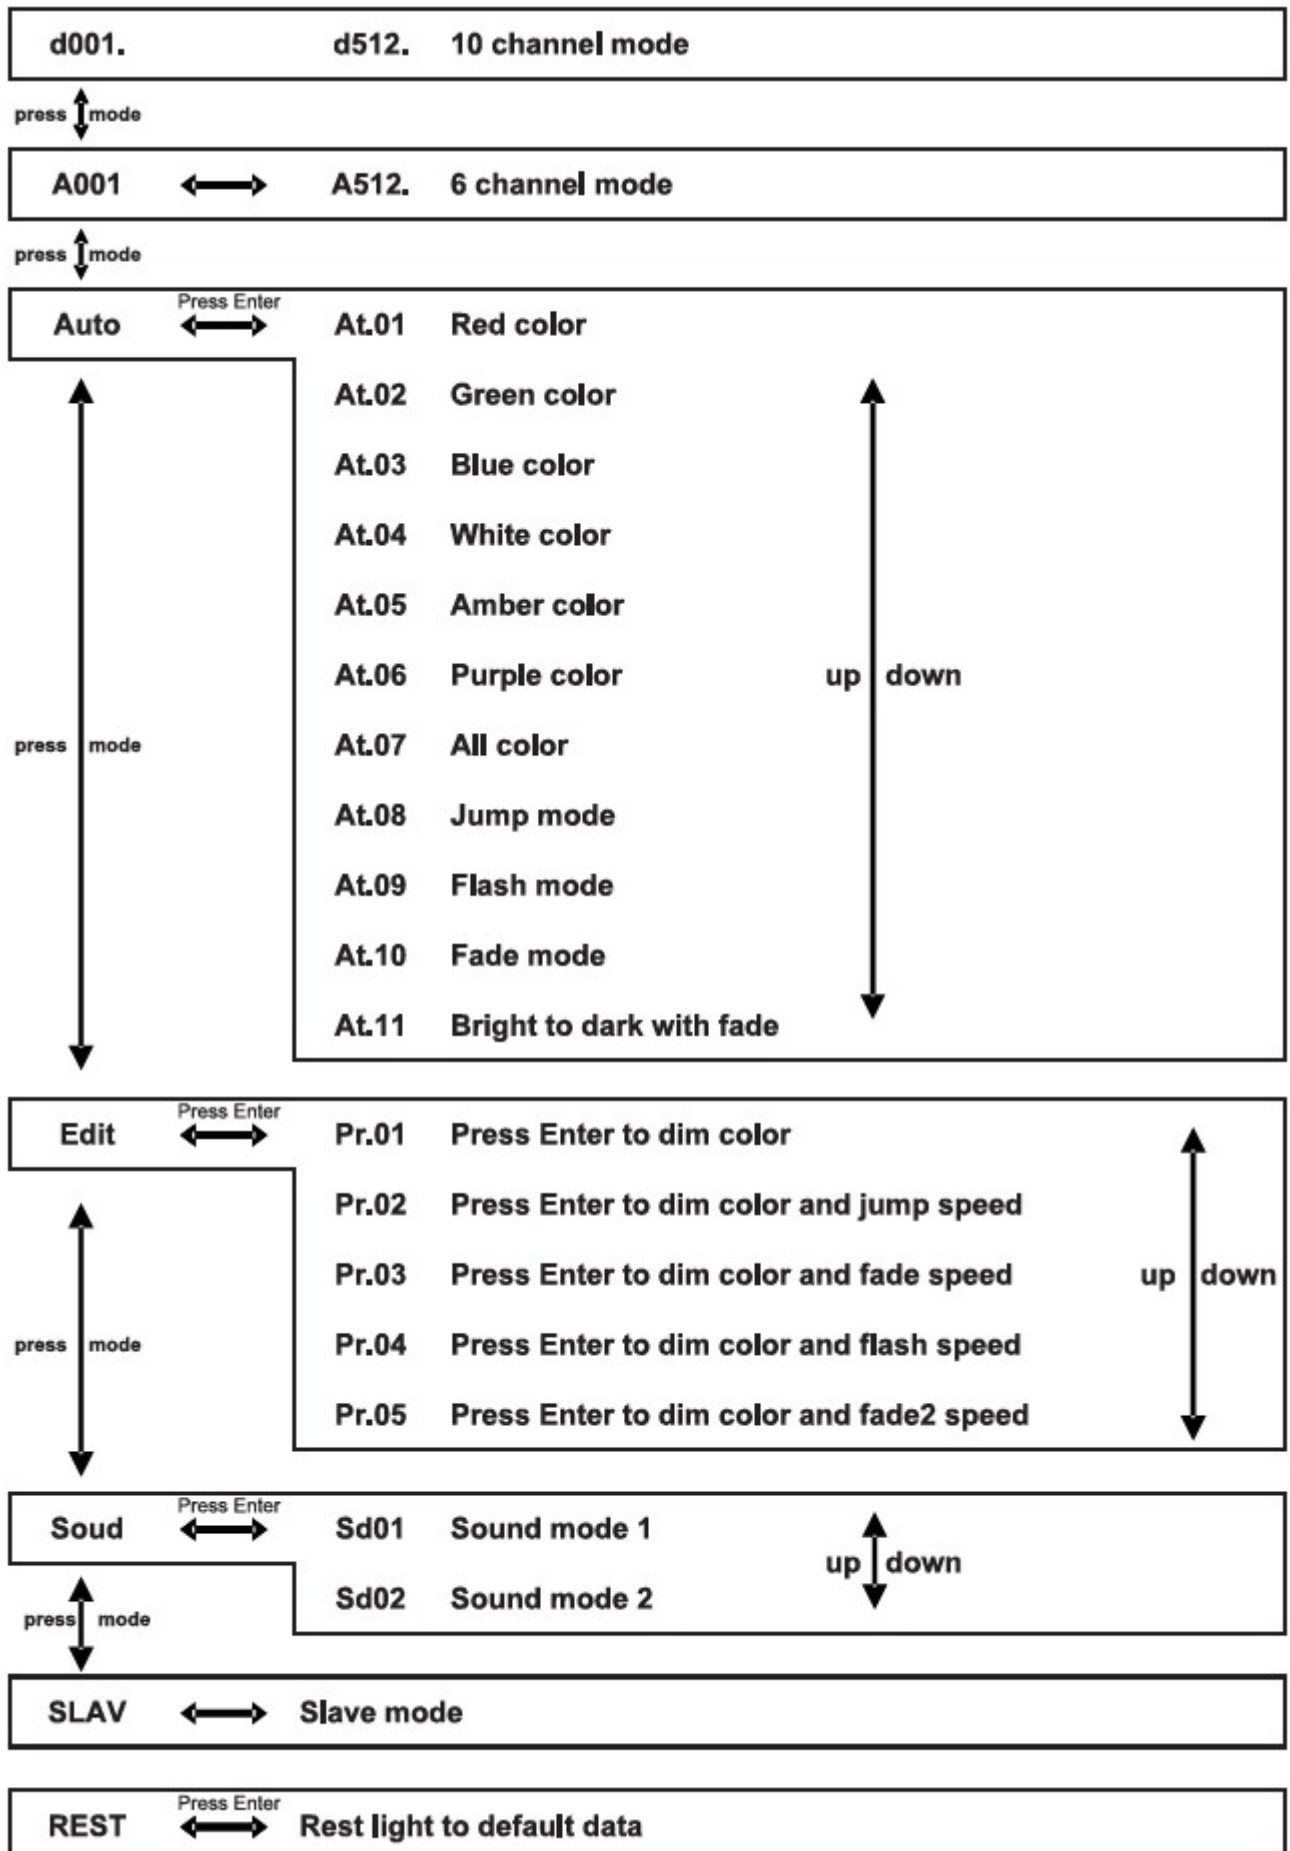 d001. d512. 10 channel mode
press mode
A001 A512. 6 channel mode
press mode
Press Enter
Auto At.01 Red color
At.02 Green color
At.03 Blue color
At.04 White color
At.05 Amber color
At.06 Purple color up down
press mode At.07 All color
At.08 Jump mode
At.09 Flash mode
At.10 Fade mode
At.11 Bright to dark with fade
Press Enter
Edit Pr.01 Press Enter to dim color
Pr.02 Press Enter to dim color and jump speed
Pr.03 Press Enter to dim color and fade speed up down
press mode Pr.04 Press Enter to dim color and flash speed
Pr.05 Press Enter to dim color and fade2 speed
Press Enter
Soud Sd01 Sound mode 1
up down
Sd02 Sound mode 2
press mode
SLAV Slave mode
Press Enter
REST Rest light to default data